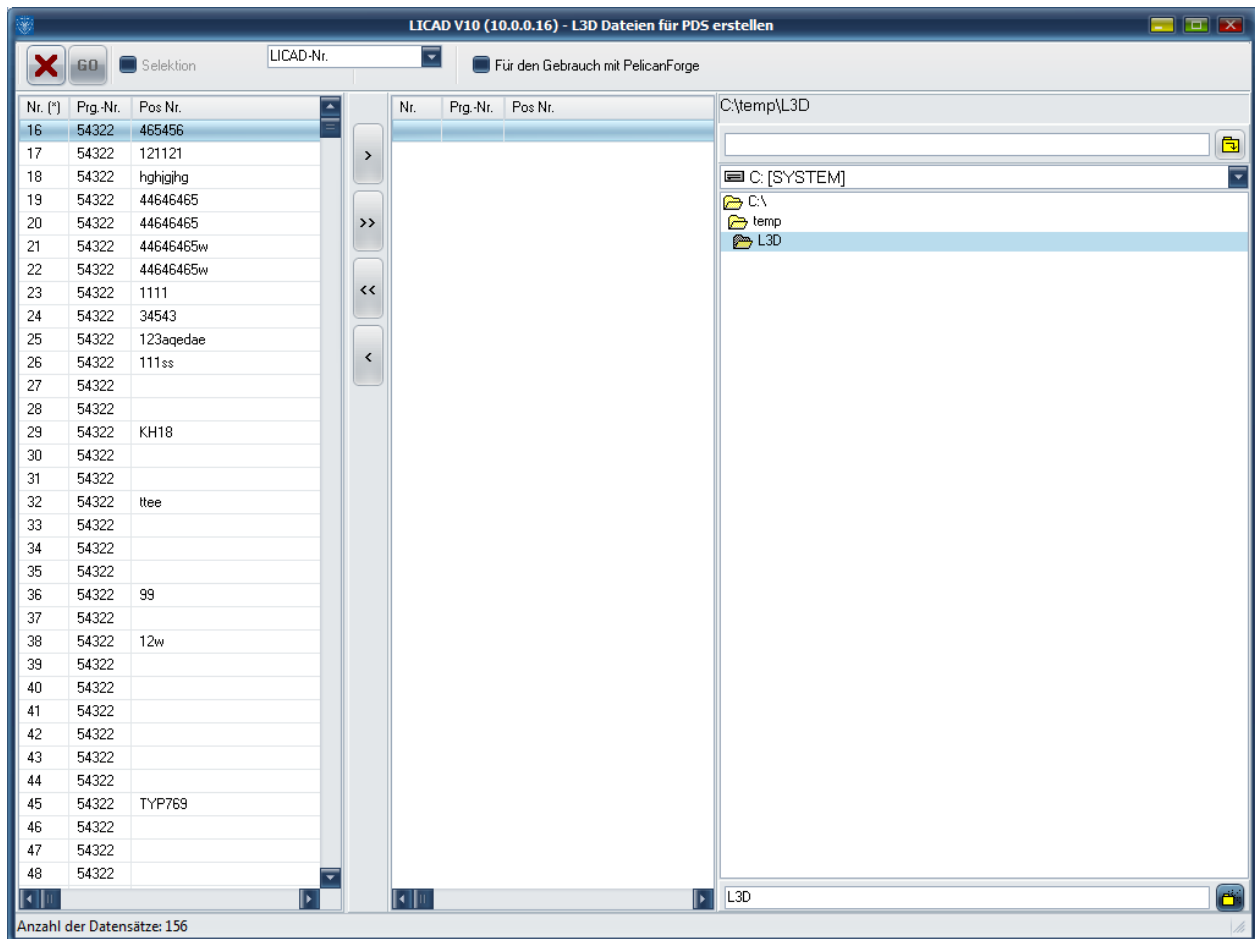 LICAD V10 (10.0.0.16) - L3D Dateien für PDS erstellen
GO
Selektion
LICAD-Nr.
Für den Gebrauch mit PelicanForge
Nr. (*) Prg.-Nr. Pos Nr.
16 54322 465456
17 54322 121121
18 54322 hghjgjhg
19 54322 44646465
20 54322 44646465
21 54322 44646465w
22 54322 44646465w
23 54322 1111
24 54322 34543
25 54322 123aqedae
26 54322 111ss
27 54322
28 54322
29 54322 KH18
30 54322
31 54322
32 54322 ttee
33 54322
34 54322
35 54322
36 54322 99
37 54322
38 54322 12w
39 54322
40 54322
41 54322
42 54322
43 54322
44 54322
45 54322 TYP769
46 54322
47 54322
48 54322
>
>>
<<
<
Nr. Prg.-Nr. Pos Nr.
C:\temp\L3D
C: [SYSTEM]
C:\
temp
L3D
L3D
Anzahl der Datensätze: 156